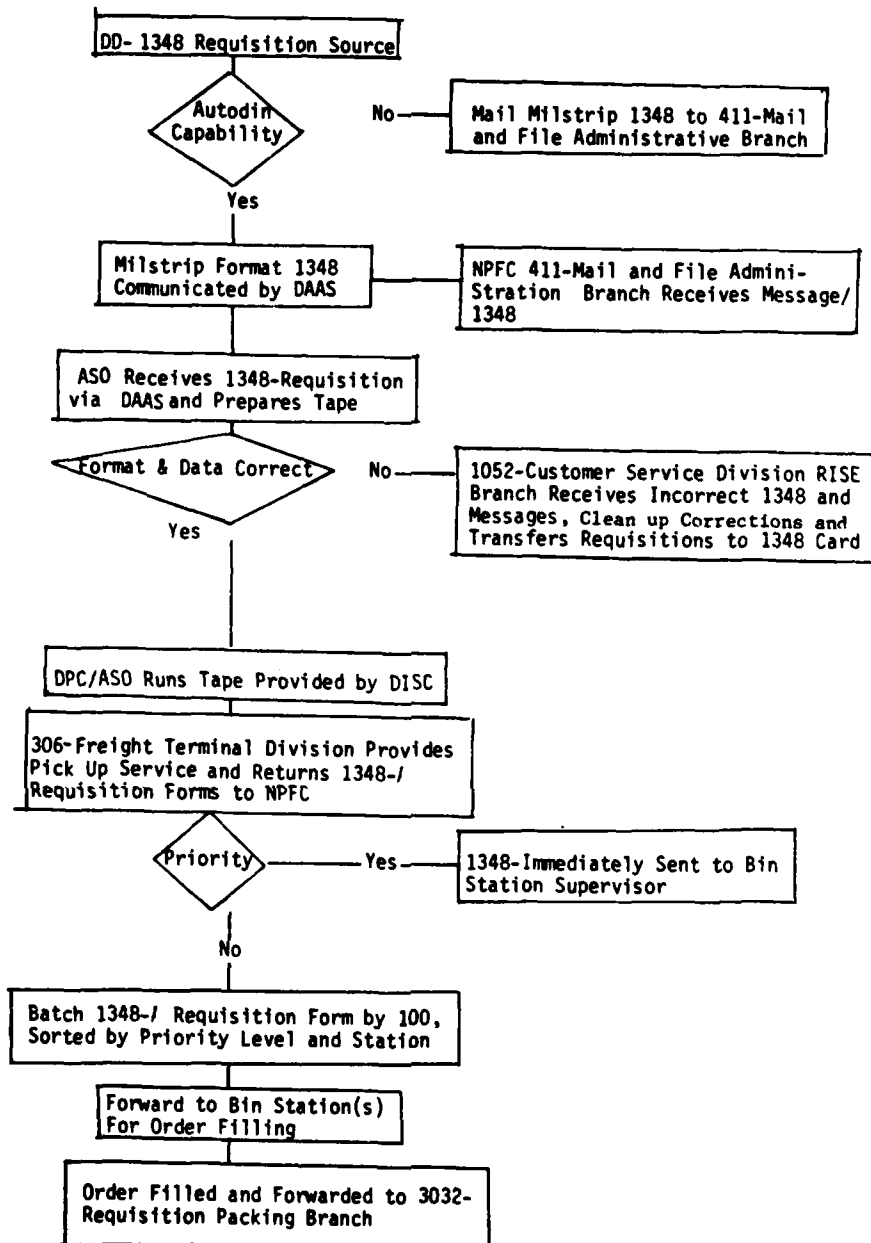 DD-1348 Requisition Source
Autodin
Capability
No
Mail Milstrip 1348 to 411-Mail
and File Administrative Branch
Yes
Milstrip Format 1348
Communicated by DAAS
NPFC 411-Mail and File Admini-
Stration Branch Receives Message/
1348
ASO Receives 1348-Requisition
via DAAS and Prepares Tape
Format & Data Correct
No
1052-Customer Service Division RISE
Branch Receives Incorrect 1348 and
Messages, Clean up Corrections and
Transfers Requisitions to 1348 Card
Yes
DPC/ASO Runs Tape Provided by DISC
306-Freight Terminal Division Provides
Pick Up Service and Returns 1348-/
Requisition Forms to NPFC
Priority
Yes
1348-Immediately Sent to Bin
Station Supervisor
No
Batch 1348-/ Requisition Form by 100,
Sorted by Priority Level and Station
Forward to Bin Station(s)
For Order Filling
Order Filled and Forwarded to 3032-
Requisition Packing Branch